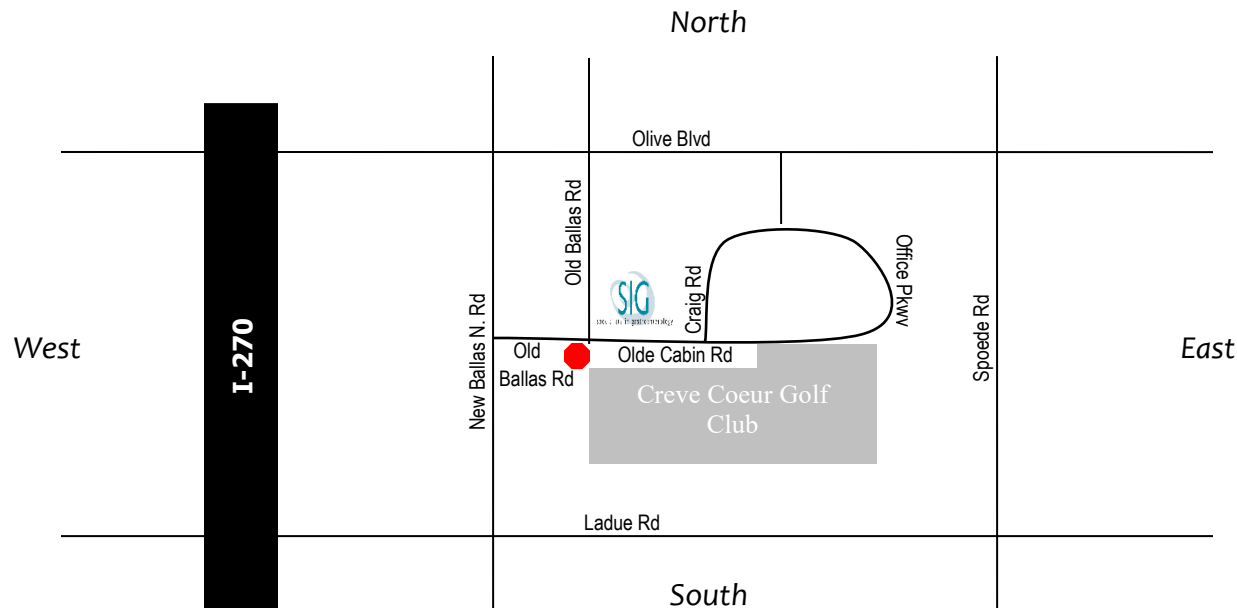 North
Olive Blvd
Old Ballas Rd
Office Pkwy
SIG
Craig Rd
I-270
New Ballas N. Rd
Spoede Rd
West
Old
Ballas Rd
Olde Cabin Rd
East
Creve Coeur Golf
Club
Ladue Rd
South